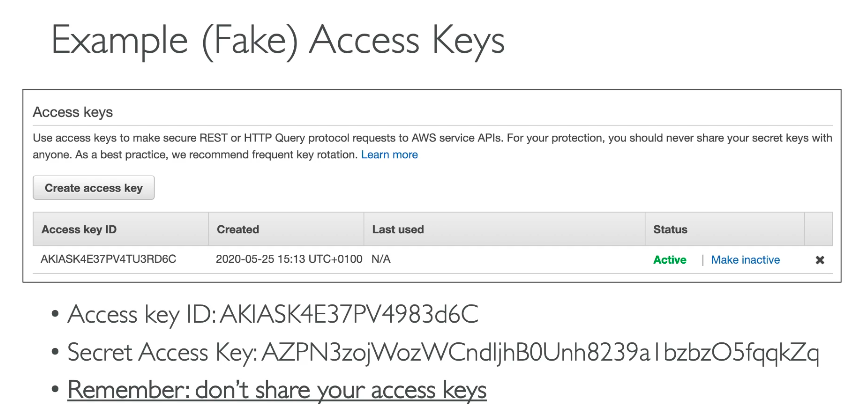 Example (Fake) Access Keys
Access keys
Use access keys to make secure REST or HTTP Query protocol requests to AWS service APIs. For your protection, you should never share your secret keys with
anyone. As a best practice, we recommend frequent key rotation. Learn more
Create access key
Access key ID Created Last used Status
AKIASK4E37PV4TU3RD6C 2020-05-25 15:13 UTC+0100 N/A Active | Make inactive ✖
• Access key ID: AKIASK4E37PV4983d6C
• Secret Access Key: AZPN3zojWozWCndIjhB0Unh8239a1bzbzO5fqqkZq
• Remember: don't share your access keys